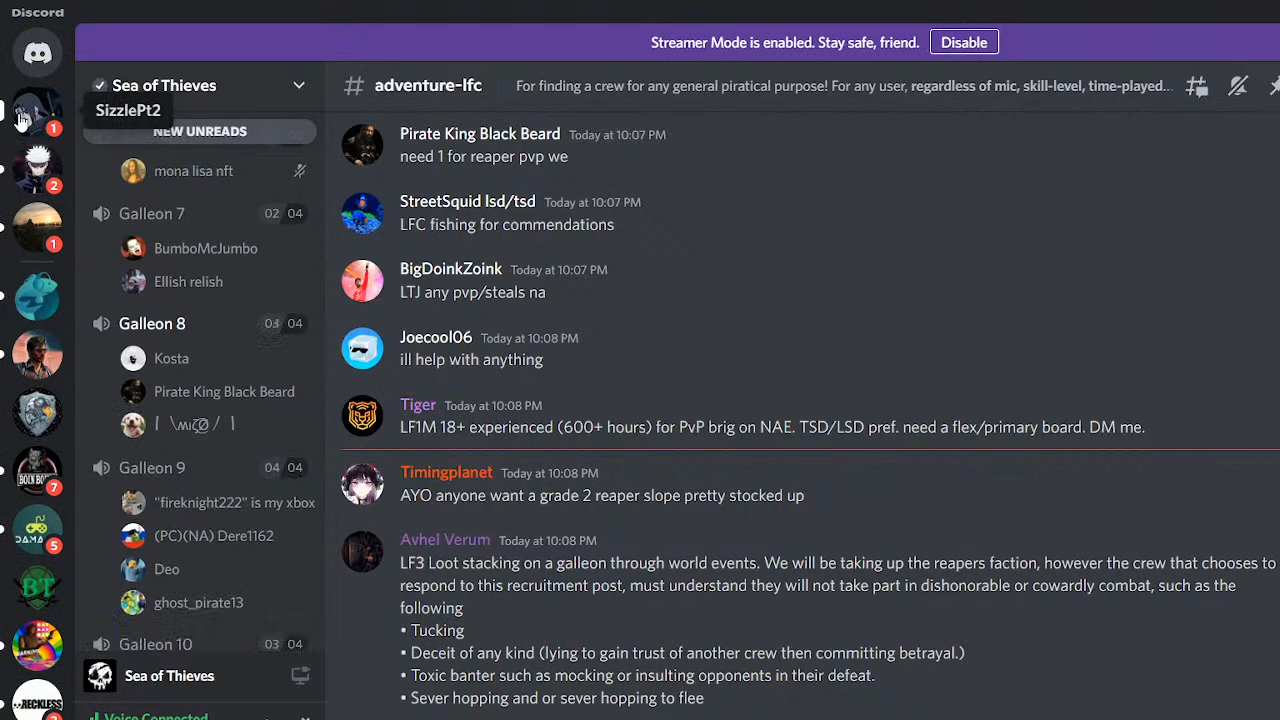 Discord
Streamer Mode is enabled. Stay safe, friend. Disable
Sea of Thieves
SizzlePt2
1
2
1
7
5
BOIN BO
DAMA
BT
RECKLESS
NEW UNREADS
mona lisa nft
Galleon 7 02 04
BumboMcJumbo
Ellish relish
Galleon 8 03 04
Kosta
Pirate King Black Beard
Galleon 9 04 04
"fireknight222" is my xbox
(PC)(NA) Dere1162
Deo
ghost_pirate13
Galleon 10 03 04
Sea of Thieves
Voice Connected
# adventure-lfc For finding a crew for any general piratical purpose! For any user, regardless of mic, skill-level, time-played...
Pirate King Black Beard Today at 10:07 PM
need 1 for reaper pvp we
StreetSquid lsd/tsd Today at 10:07 PM
LFC fishing for commendations
BigDoinkZoink Today at 10:07 PM
LTJ any pvp/steals na
Joecool06 Today at 10:08 PM
ill help with anything
Tiger Today at 10:08 PM
LF1M 18+ experienced (600+ hours) for PvP brig on NAE. TSD/LSD pref. need a flex/primary board. DM me.
Timingplanet Today at 10:08 PM
AYO anyone want a grade 2 reaper slope pretty stocked up
Avhel Verum Today at 10:08 PM
LF3 Loot stacking on a galleon through world events. We will be taking up the reapers faction, however the crew that chooses to
respond to this recruitment post, must understand they will not take part in dishonorable or cowardly combat, such as the
following
• Tucking
• Deceit of any kind (lying to gain trust of another crew then committing betrayal.)
• Toxic banter such as mocking or insulting opponents in their defeat.
• Sever hopping and or sever hopping to flee